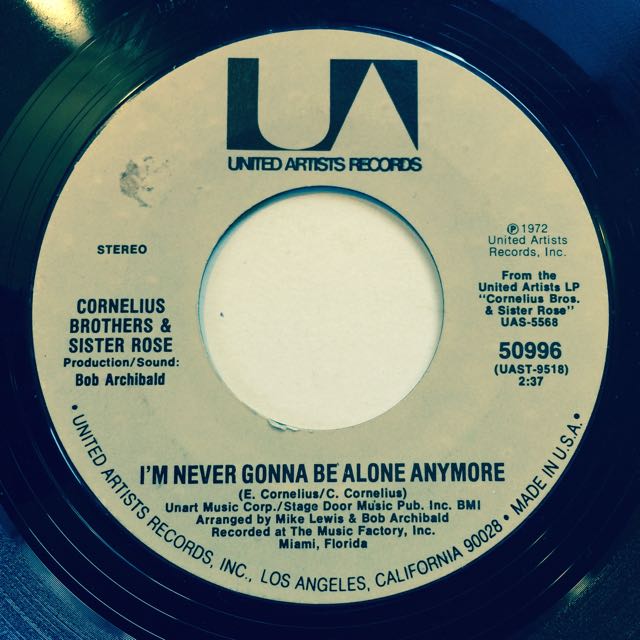 UA
UNITED ARTISTS RECORDS
STEREO
℗ 1972
United Artists
Records, Inc.
From the
United Artists LP
"Cornelius Bros.
& Sister Rose"
UAS-5568
CORNELIUS
BROTHERS &
SISTER ROSE
Production/Sound:
Bob Archibald
50996
(UAST-9518)
2:37
I'M NEVER GONNA BE ALONE ANYMORE
(E. Cornelius/C. Cornelius)
Unart Music Corp./Stage Door Music Pub. Inc. BMI
Arranged by Mike Lewis & Bob Archibald
Recorded at The Music Factory, Inc.
Miami, Florida
• UNITED ARTISTS RECORDS, INC., LOS ANGELES, CALIFORNIA 90028 • MADE IN U.S.A. •